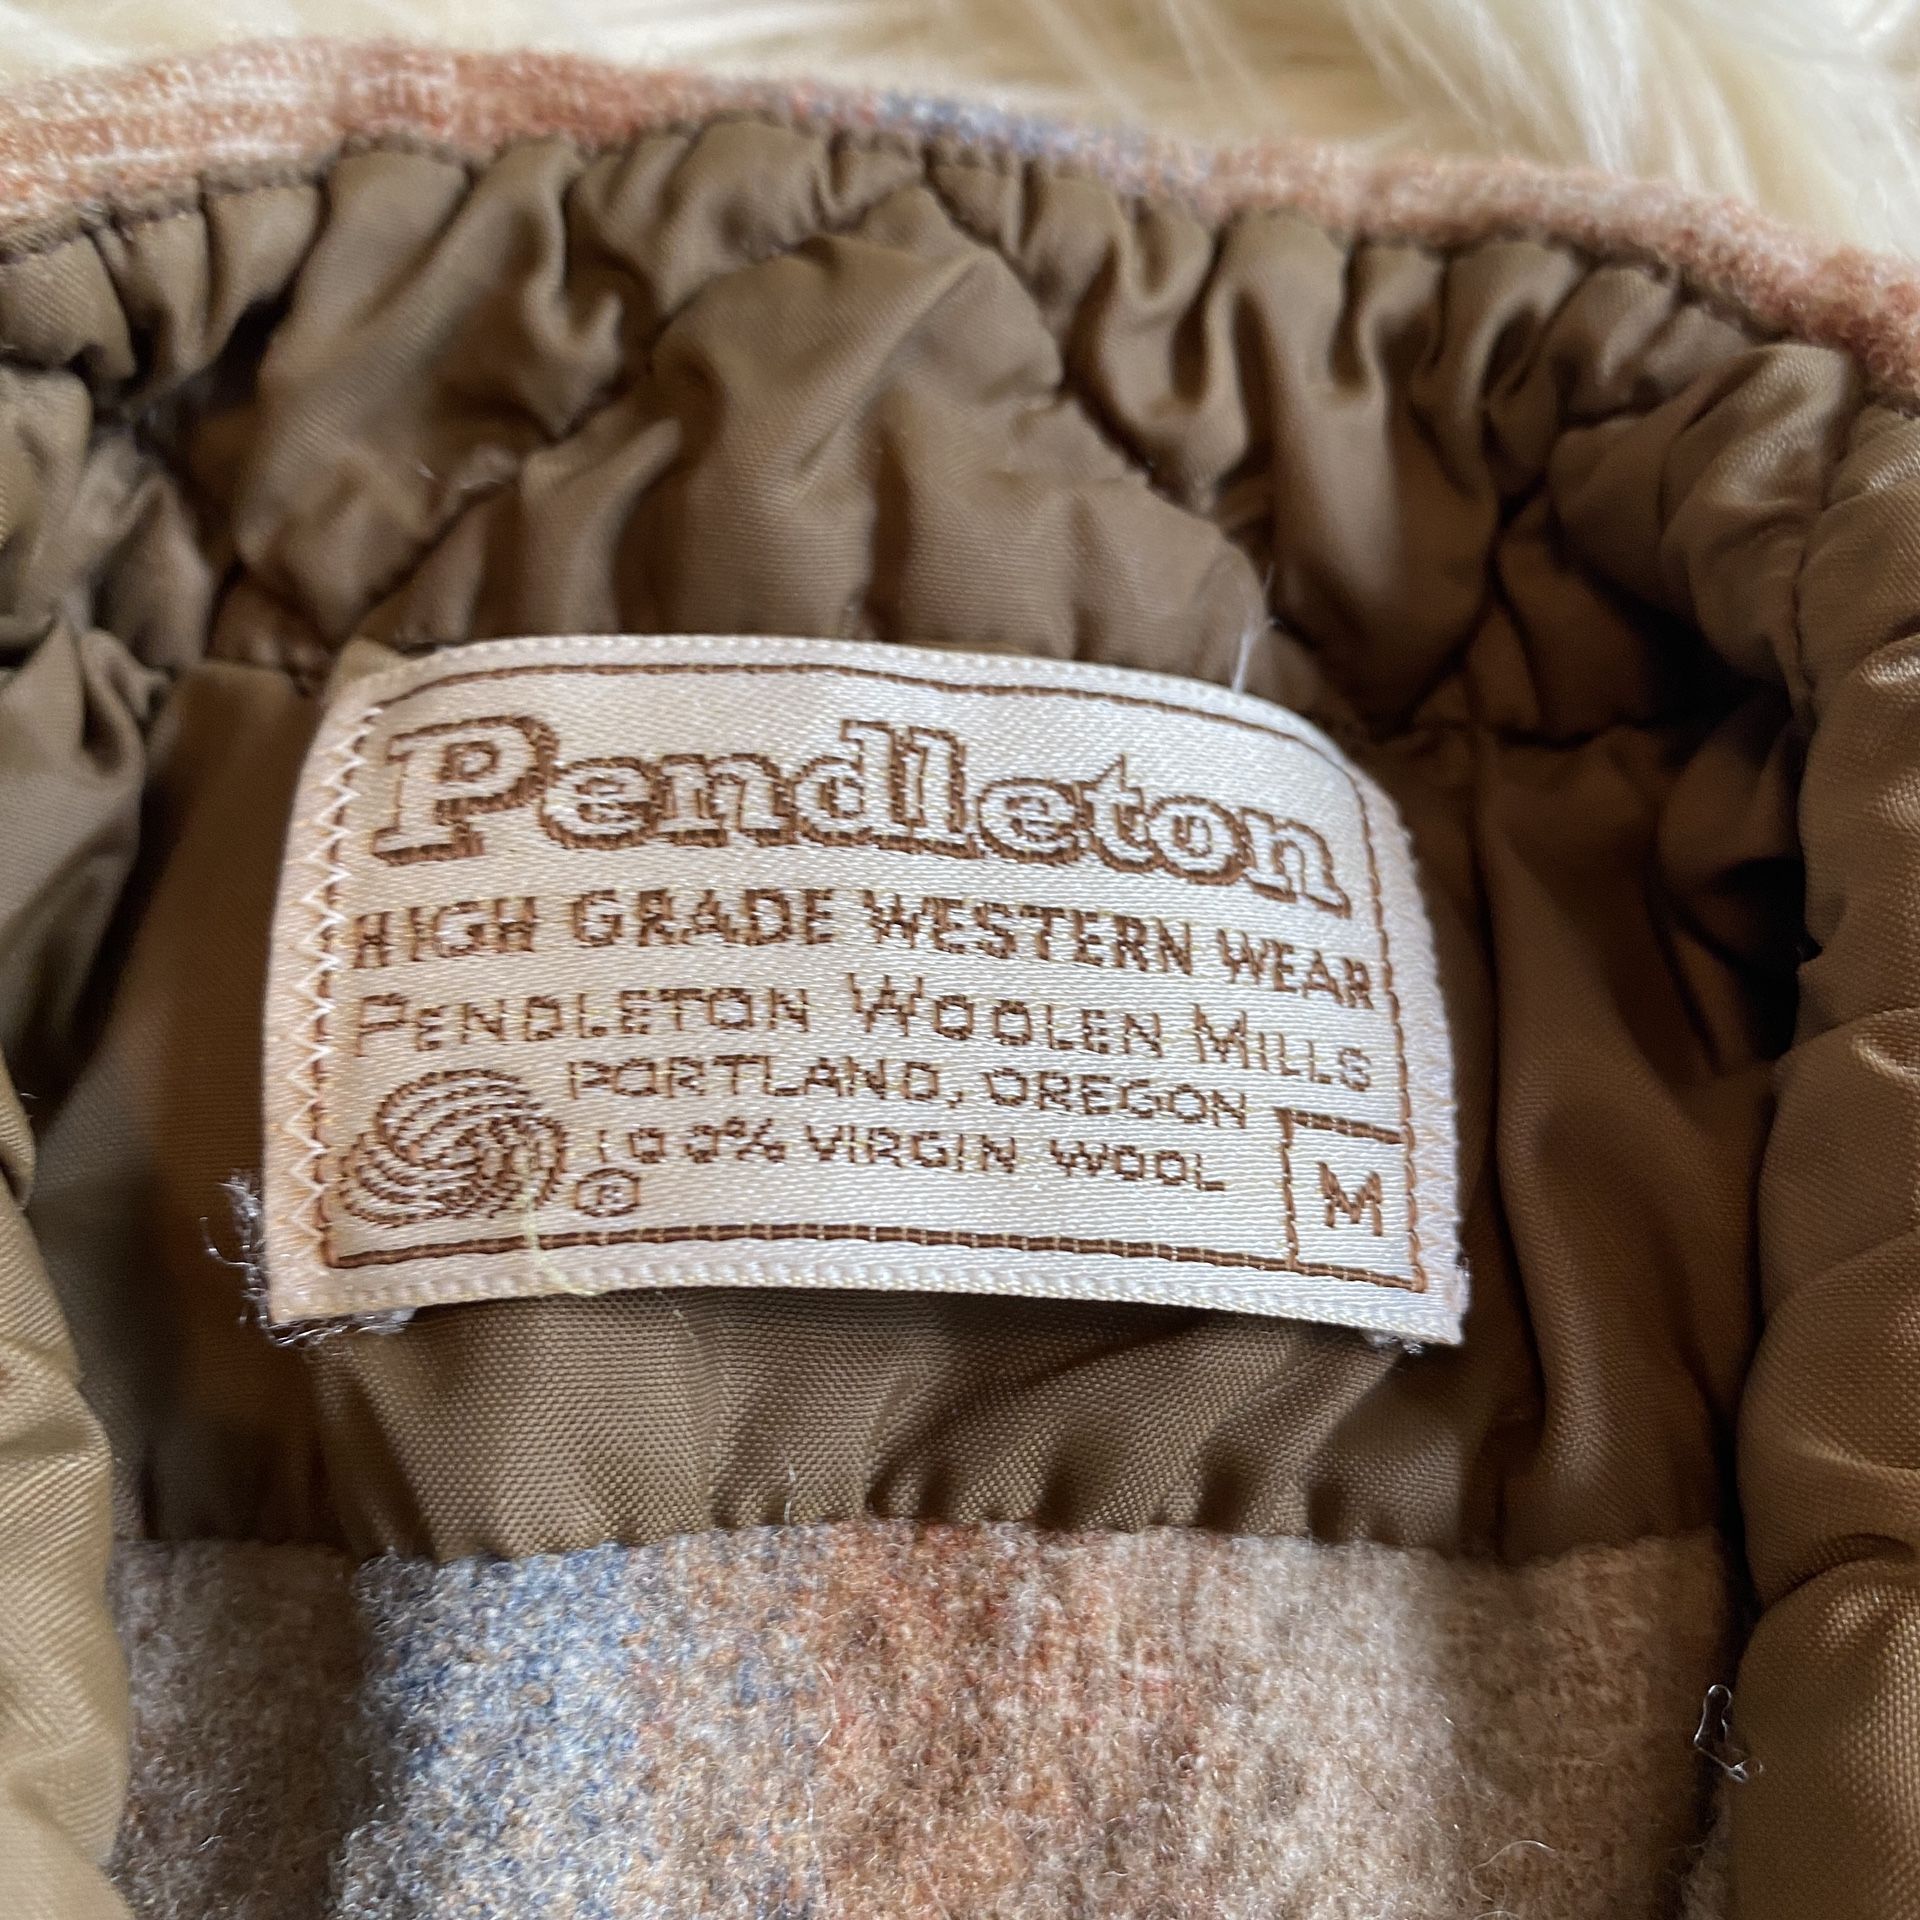 Pendleton
HIGH GRADE WESTERN WEAR
PENDLETON WOOLEN MILLS
PORTLAND, OREGON
® 100% VIRGIN WOOL
M